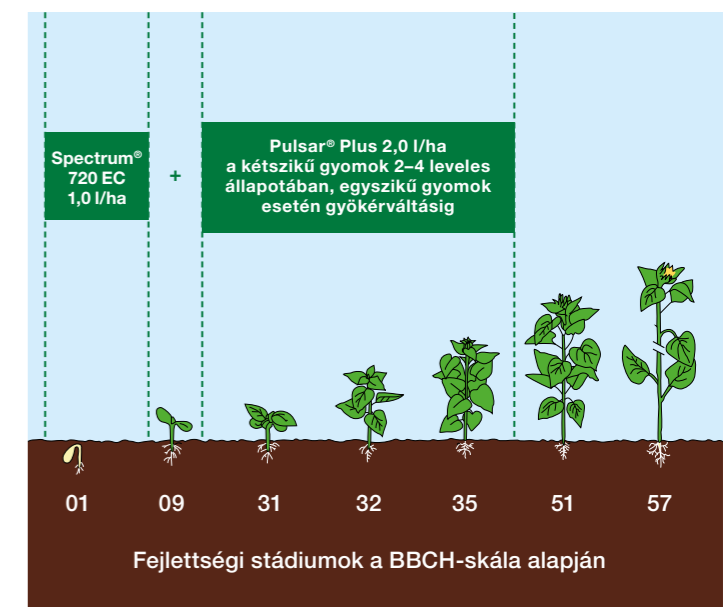 Spectrum®
720 EC
1,0 l/ha
+
Pulsar® Plus 2,0 l/ha
a kétszikű gyomok 2–4 leveles
állapotában, egyszikű gyomok
esetén gyökérváltásig
01 09 31 32 35 51 57
Fejlettségi stádiumok a BBCH-skála alapján